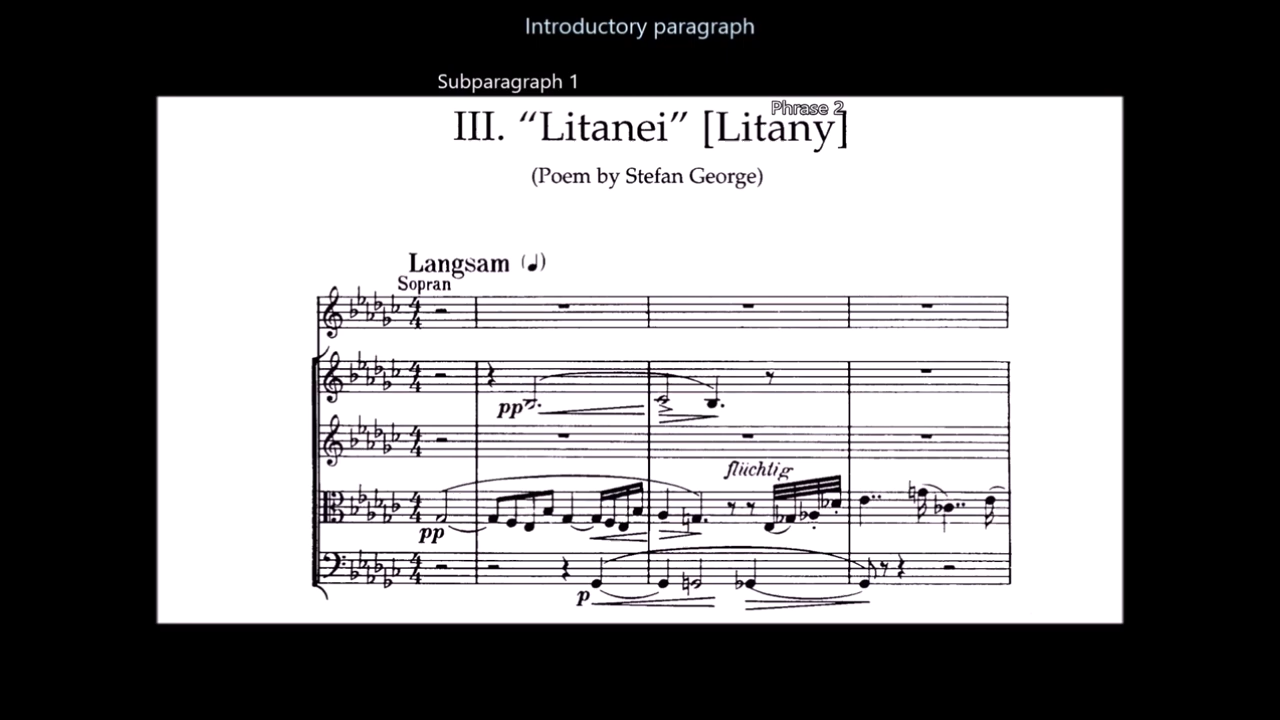 Introductory paragraph
Subparagraph 1
Phrase 2
III. “Litanei” [Litany]
(Poem by Stefan George)
Langsam (♩)
Sopran
pp
flüchtig
pp
p